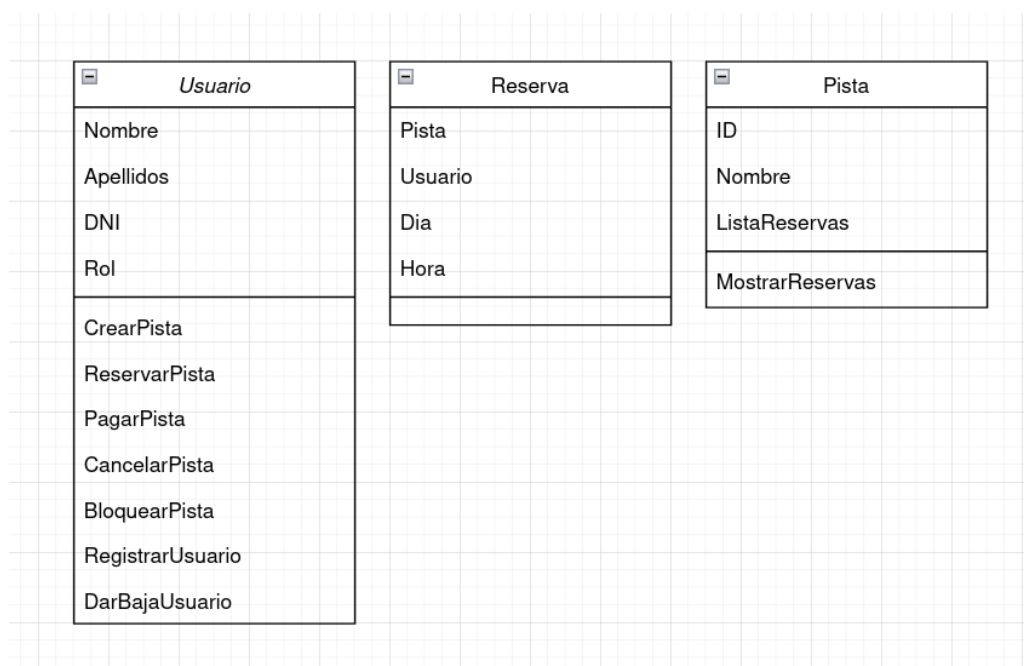 Usuario
Nombre
Apellidos
DNI
Rol
CrearPista
ReservarPista
PagarPista
CancelarPista
BloquearPista
RegistrarUsuario
DarBajaUsuario
Reserva
Pista
Usuario
Dia
Hora
Pista
ID
Nombre
ListaReservas
MostrarReservas